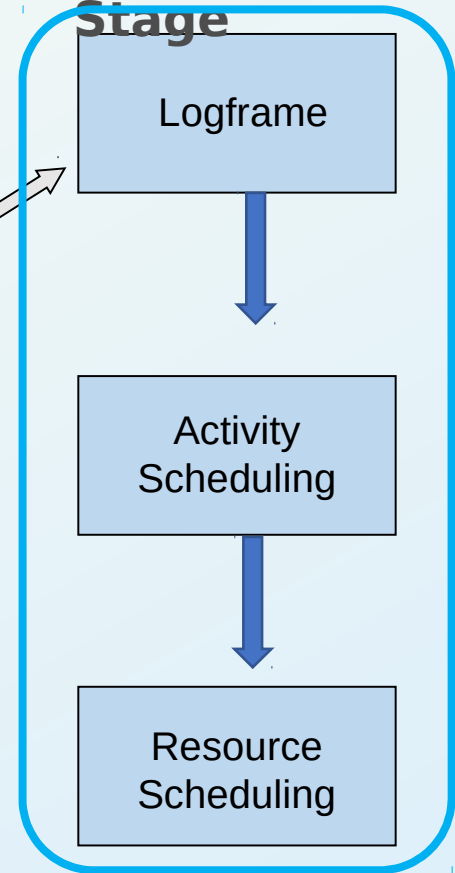 Stage
Logframe
Activity
Scheduling
Resource
Scheduling